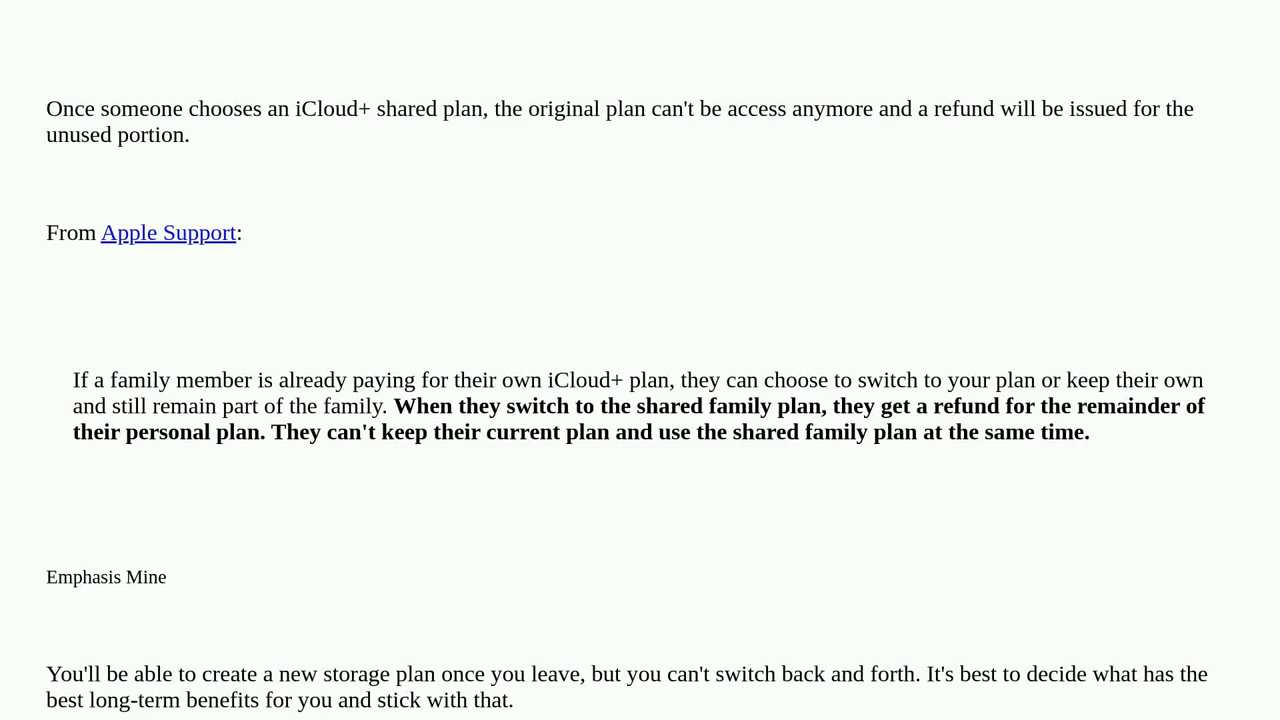 Once someone chooses an iCloud+ shared plan, the original plan can't be access anymore and a refund will be issued for the
unused portion.
From Apple Support:
If a family member is already paying for their own iCloud+ plan, they can choose to switch to your plan or keep their own
and still remain part of the family. When they switch to the shared family plan, they get a refund for the remainder of
their personal plan. They can't keep their current plan and use the shared family plan at the same time.
Emphasis Mine
You'll be able to create a new storage plan once you leave, but you can't switch back and forth. It's best to decide what has the
best long-term benefits for you and stick with that.